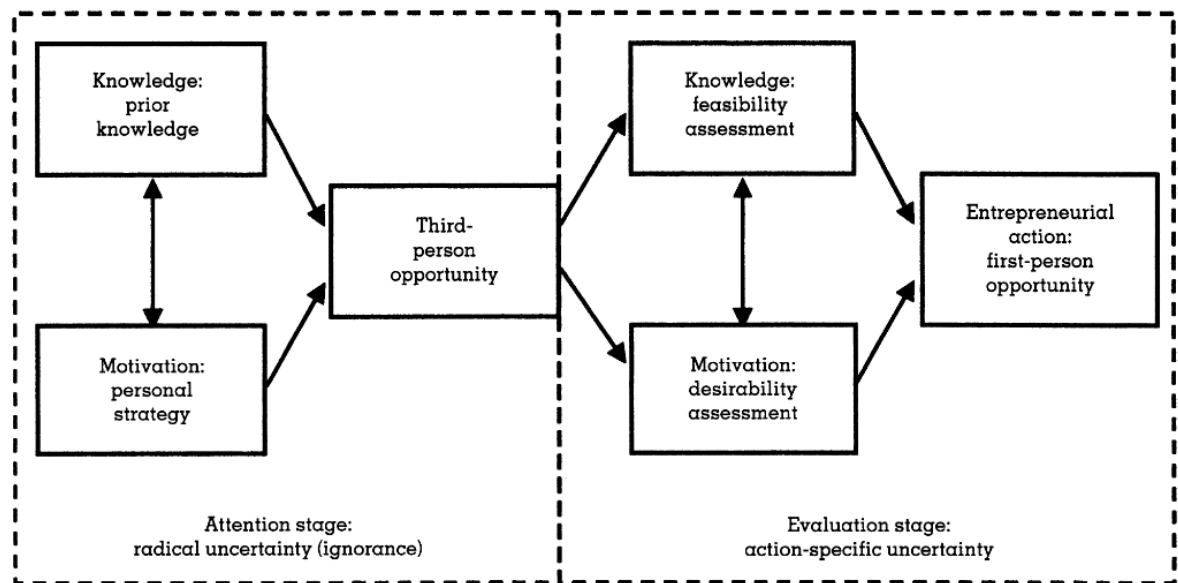 Knowledge:
prior
knowledge
Motivation:
personal
strategy
Third-
person
opportunity
Attention stage:
radical uncertainty (ignorance)
Knowledge:
feasibility
assessment
Motivation:
desirability
assessment
Entrepreneurial
action:
first-person
opportunity
Evaluation stage:
action-specific uncertainty